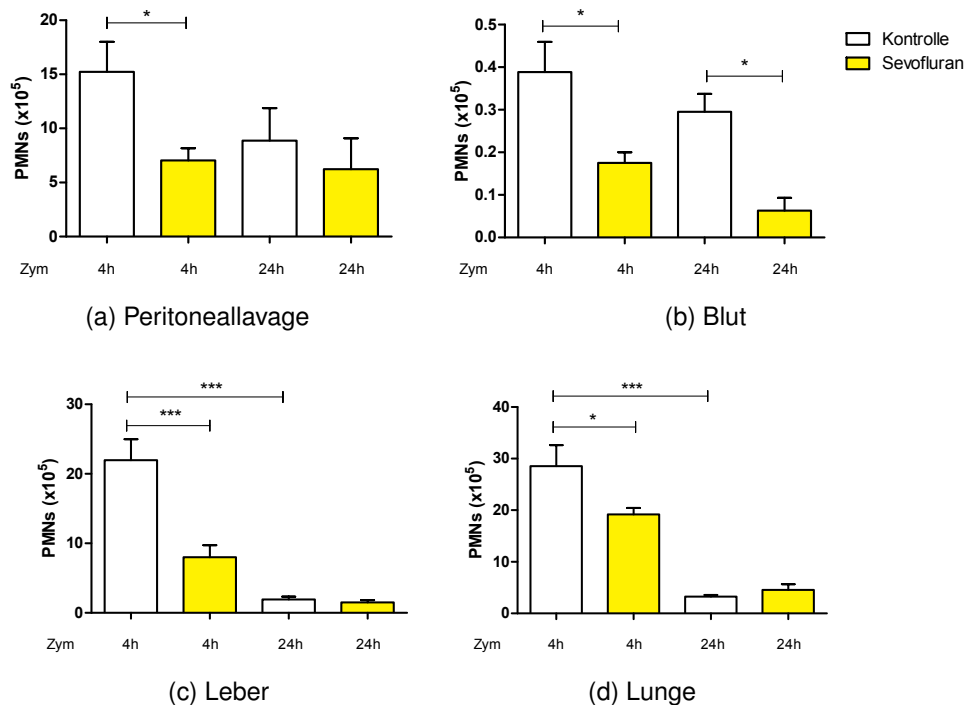 PMNs (x10⁵)
15
20
10
5
0
*
Zym 4h 4h 24h 24h
(a) Peritoneallavage
PMNs (x10⁵)
0.5
0.4
0.3
0.2
0.1
0.0
*
*
Zym 4h 4h 24h 24h
(b) Blut
Kontrolle
Sevofluran
PMNs (x10⁵)
30
20
10
0
***
***
Zym 4h 4h 24h 24h
(c) Leber
PMNs (x10⁵)
40
30
20
10
0
***
*
Zym 4h 4h 24h 24h
(d) Lunge